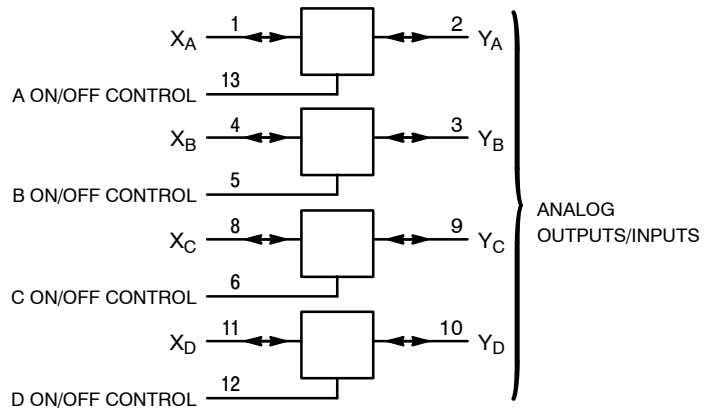 X_A 1 2 Y_A
A ON/OFF CONTROL 13
X_B 4 3 Y_B
B ON/OFF CONTROL 5
X_C 8 9 Y_C
C ON/OFF CONTROL 6
X_D 11 10 Y_D
D ON/OFF CONTROL 12
ANALOG
OUTPUTS/INPUTS